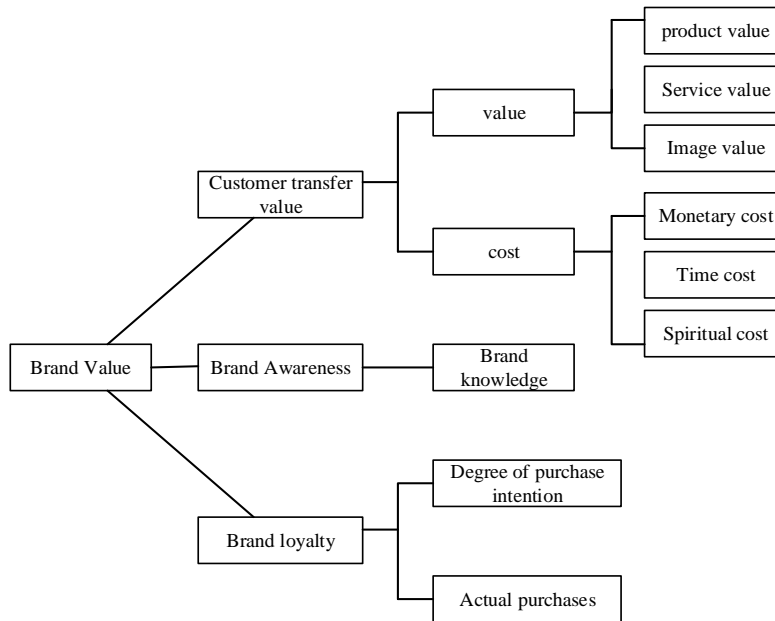 product value
Service value
value
Image value
Customer transfer
value
Monetary cost
cost
Time cost
Spiritual cost
Brand Value
Brand Awareness
Brand
knowledge
Degree of purchase
intention
Brand loyalty
Actual purchases